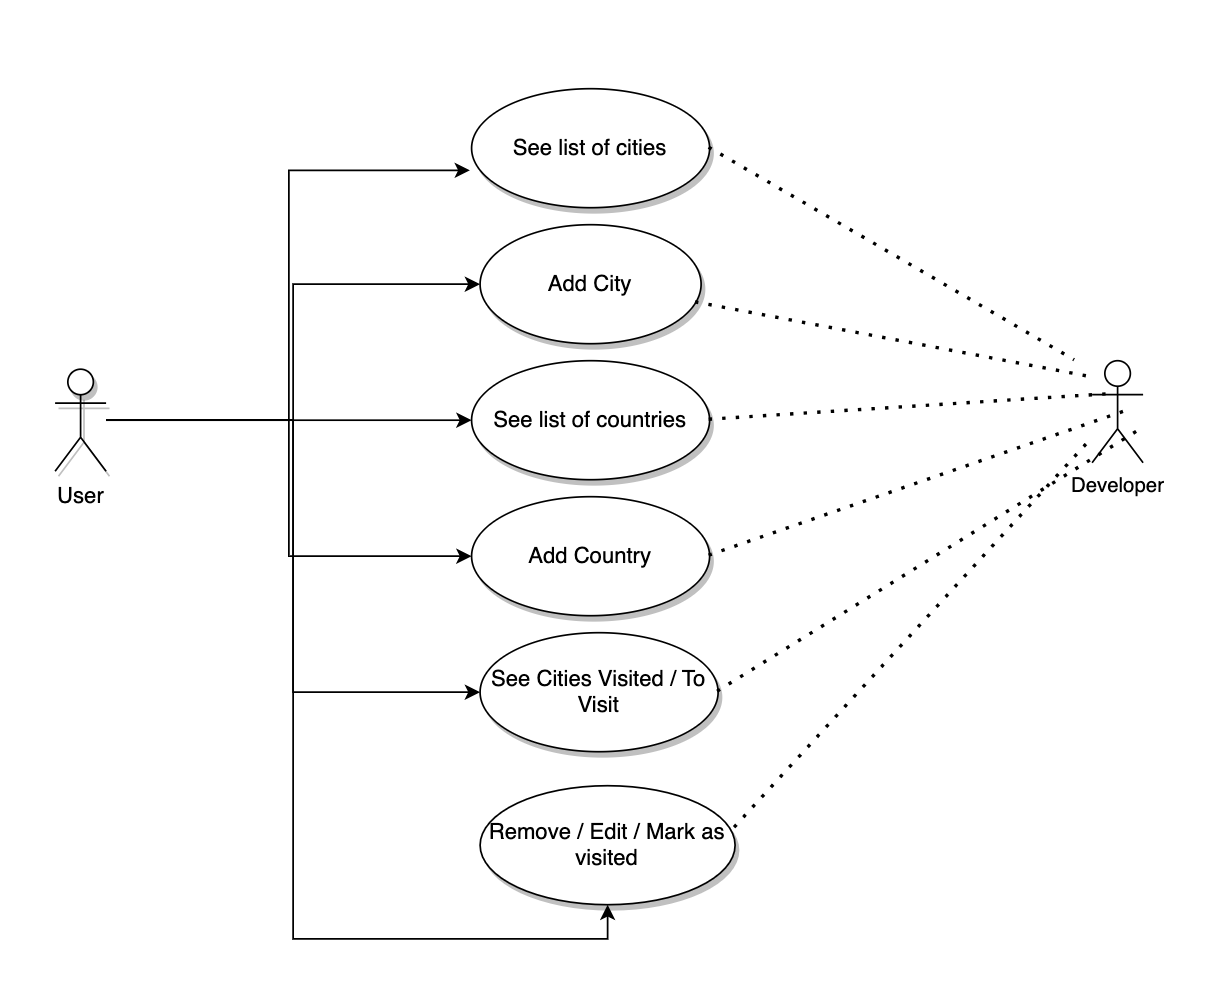 See list of cities
Add City
See list of countries
User
Developer
Add Country
See Cities Visited / To
Visit
Remove / Edit / Mark as
visited